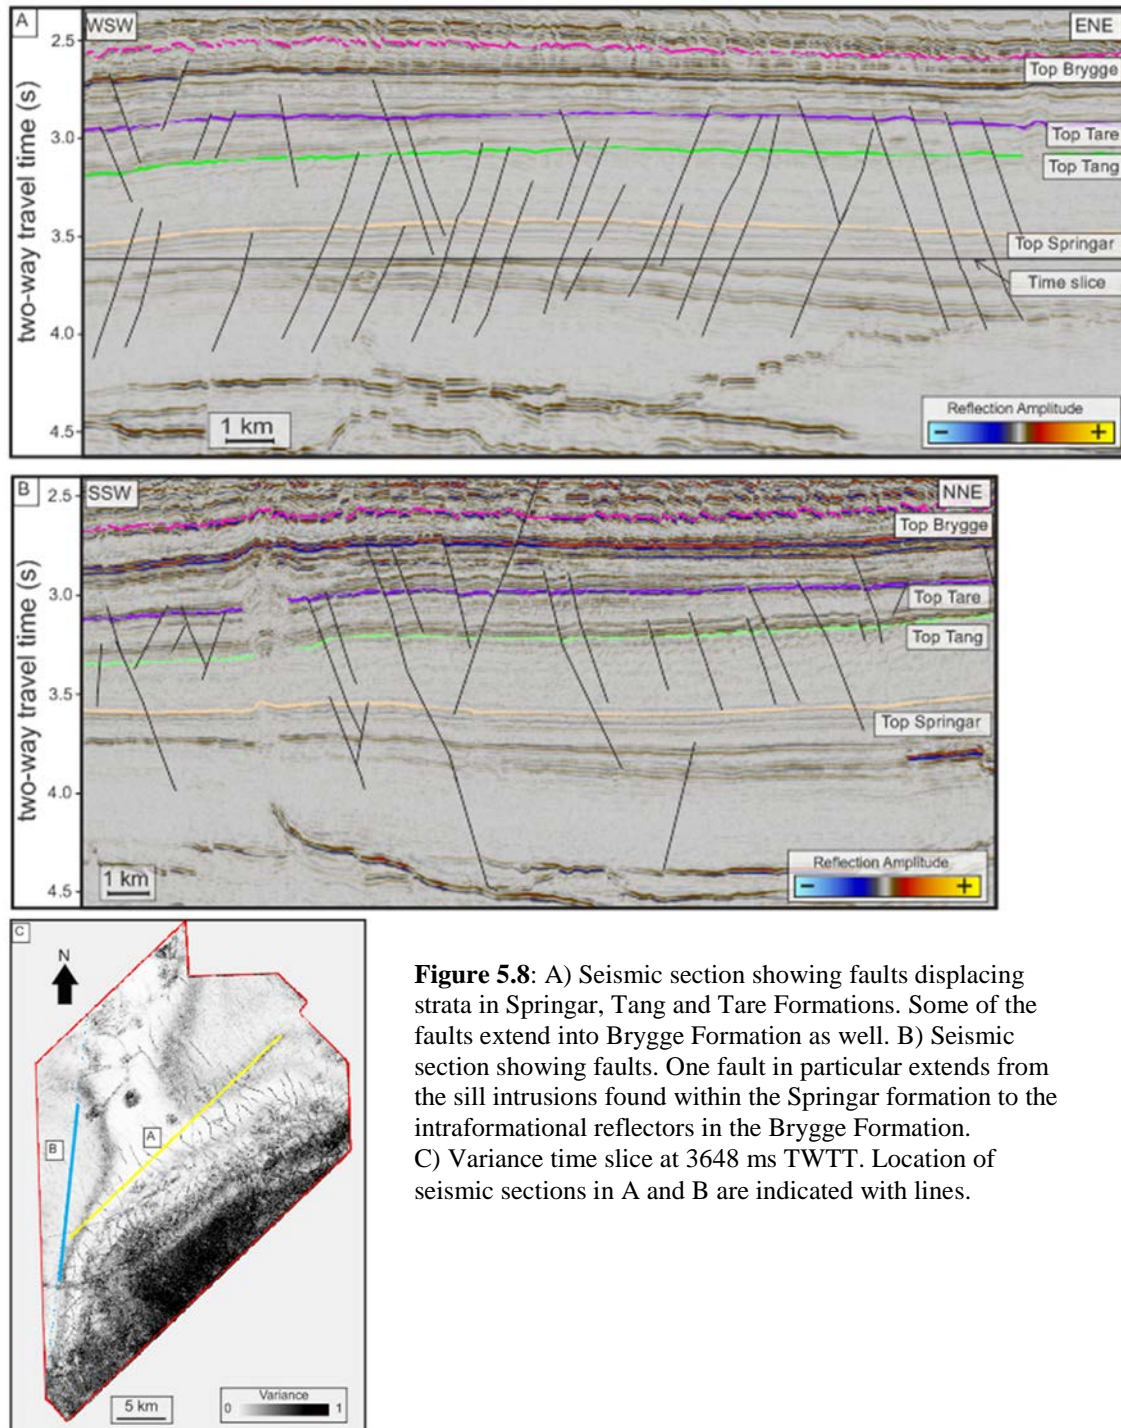 A
WSW
ENE
two-way travel time (s)
2.5
3.0
3.5
4.0
4.5
Top Brygge
Top Tare
Top Tang
Top Springar
Time slice
1 km
Reflection Amplitude
− +
B
SSW
NNE
two-way travel time (s)
2.5
3.0
3.5
4.0
4.5
Top Brygge
Top Tare
Top Tang
Top Springar
1 km
Reflection Amplitude
− +
C
N
A
B
5 km
Variance
0 1
Figure 5.8: A) Seismic section showing faults displacing
strata in Springar, Tang and Tare Formations. Some of the
faults extend into Brygge Formation as well. B) Seismic
section showing faults. One fault in particular extends from
the sill intrusions found within the Springar formation to the
intraformational reflectors in the Brygge Formation.
C) Variance time slice at 3648 ms TWTT. Location of
seismic sections in A and B are indicated with lines.